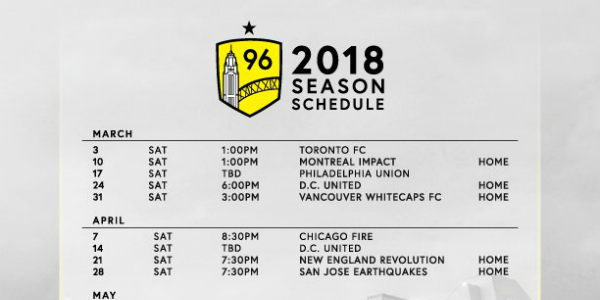 96
2018
SEASON
SCHEDULE
MARCH
3 SAT 1:00PM TORONTO FC
10 SAT 1:00PM MONTREAL IMPACT HOME
17 SAT TBD PHILADELPHIA UNION
24 SAT 6:00PM D.C. UNITED HOME
31 SAT 3:00PM VANCOUVER WHITECAPS FC HOME
APRIL
7 SAT 8:30PM CHICAGO FIRE
14 SAT TBD D.C. UNITED
21 SAT 7:30PM NEW ENGLAND REVOLUTION HOME
28 SAT 7:30PM SAN JOSE EARTHQUAKES HOME
MAY